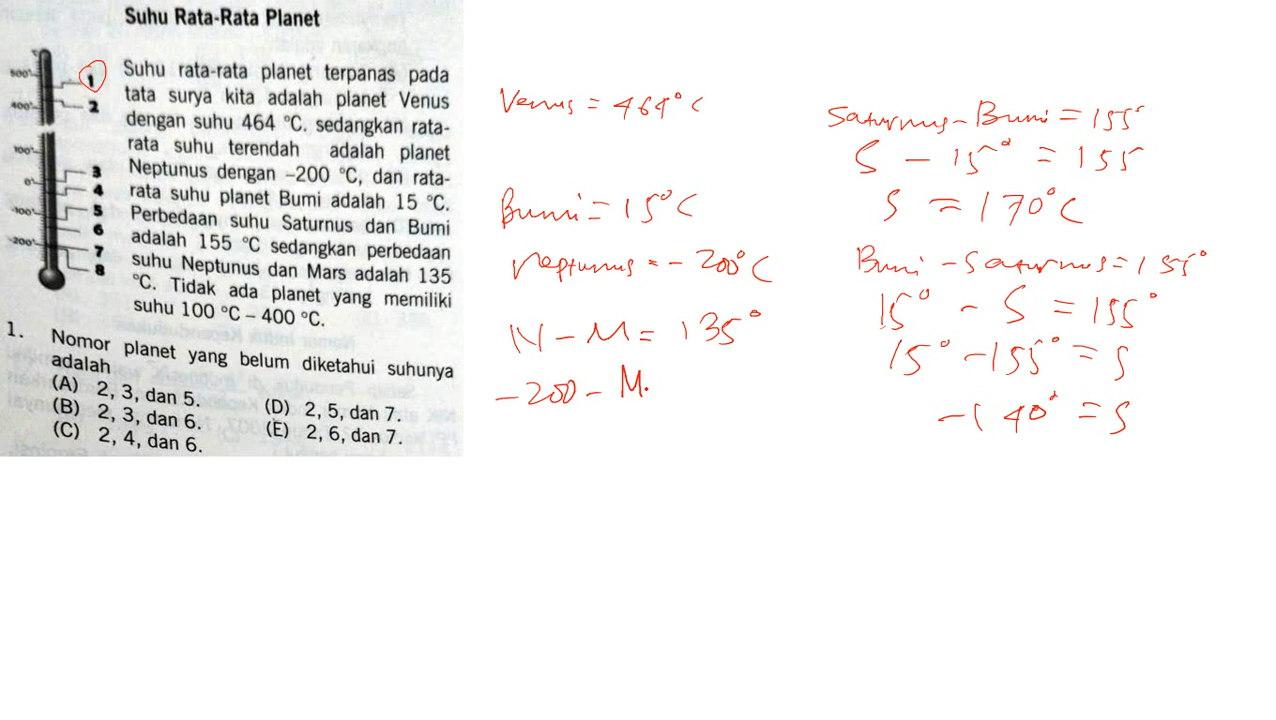 Suhu Rata-Rata Planet
°C
500°
400°
100°
0°
-100°
-200°
1
2
3
4
5
6
7
8
Suhu rata-rata planet terpanas pada
tata surya kita adalah planet Venus
dengan suhu 464 °C. sedangkan rata-
rata suhu terendah adalah planet
Neptunus dengan –200 °C, dan rata-
rata suhu planet Bumi adalah 15 °C.
Perbedaan suhu Saturnus dan Bumi
adalah 155 °C sedangkan perbedaan
suhu Neptunus dan Mars adalah 135
°C. Tidak ada planet yang memiliki
suhu 100 °C – 400 °C.
1. Nomor planet yang belum diketahui suhunya
adalah
(A) 2, 3, dan 5.
(B) 2, 3, dan 6.
(C) 2, 4, dan 6.
(D) 2, 5, dan 7.
(E) 2, 6, dan 7.
Venus = 464°C
Bumi = 15°C
Neptunus = - 200°C
N - M = 135°
- 200 - M.
Saturnus - Bumi = 155°
S - 15° = 155
S = 170°C
Bumi - Saturnus = 155°
15° - S = 155°
15° - 155° = S
-140° = S